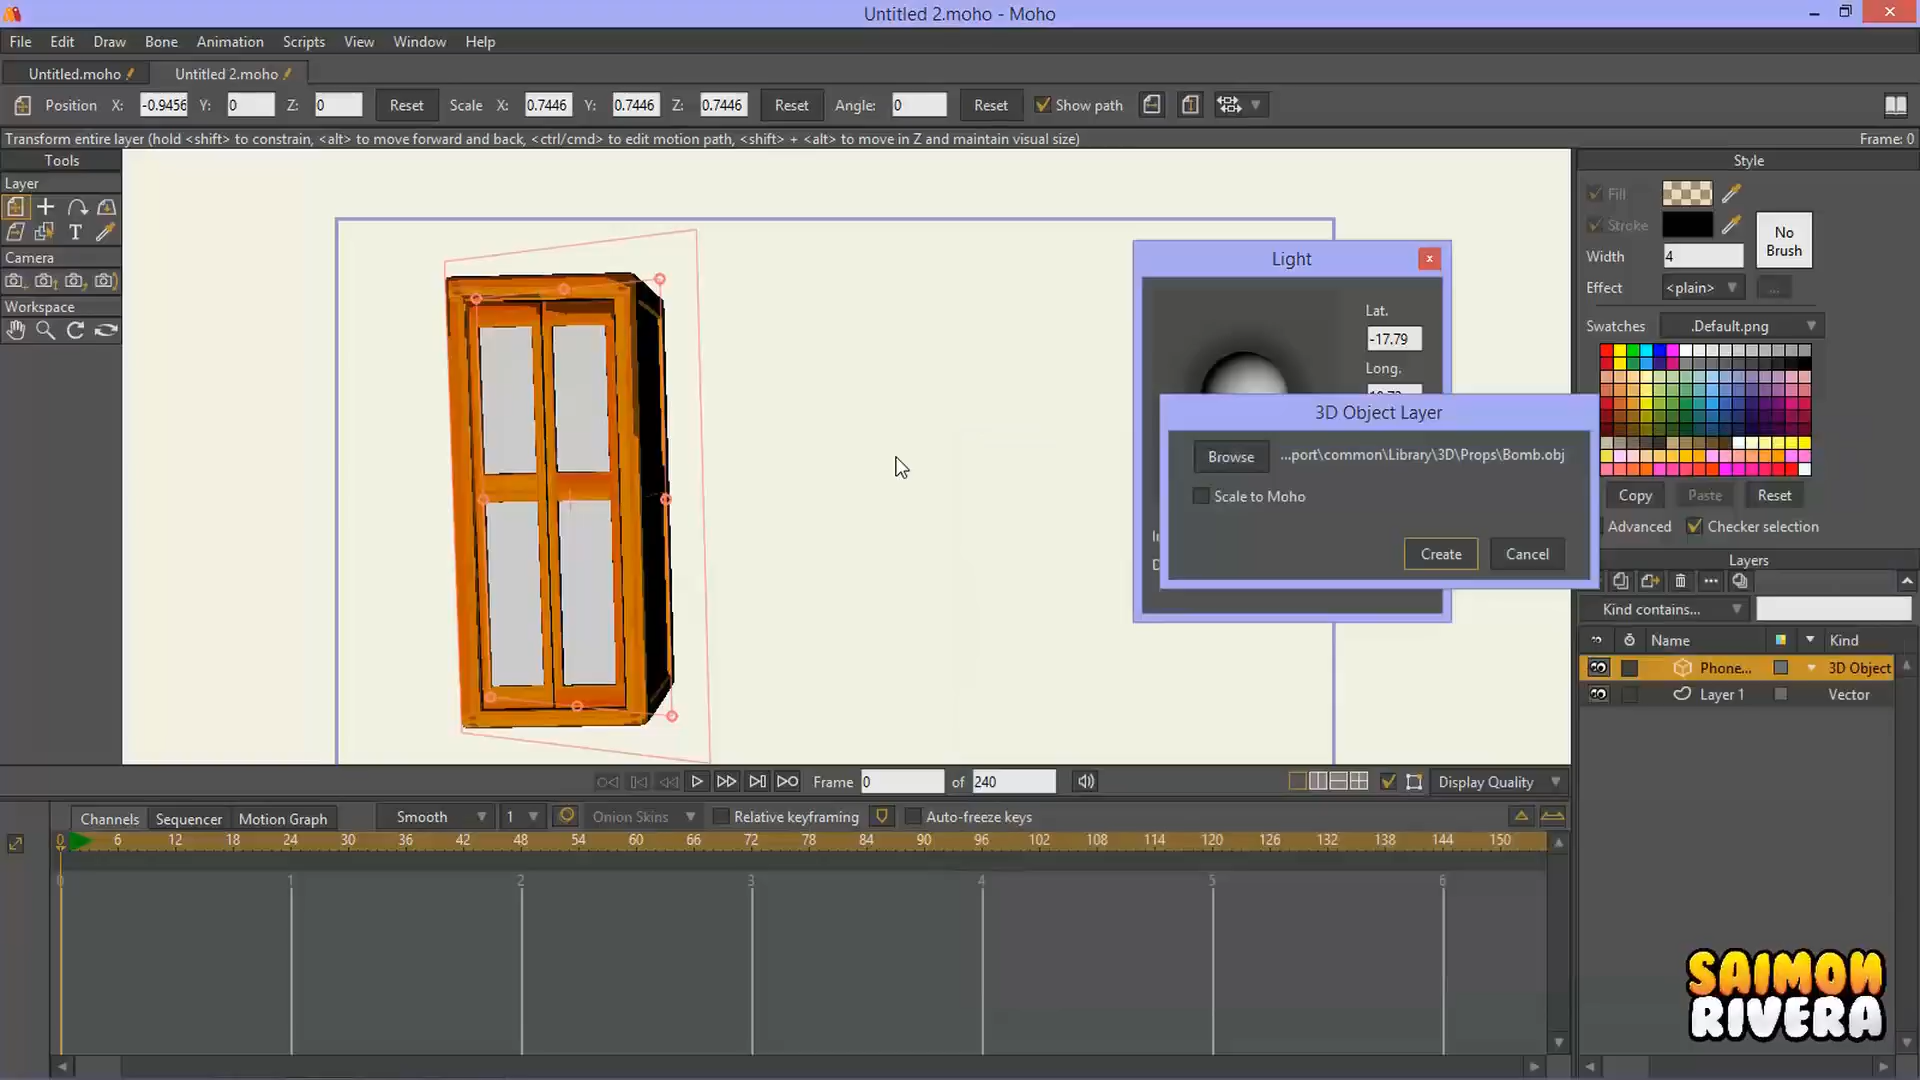 Untitled 2.moho - Moho
File Edit Draw Bone Animation Scripts View Window Help
Untitled.moho Untitled 2.moho
Position X: -0.9456 Y: 0 Z: 0 Reset Scale X: 0.7446 Y: 0.7446 Z: 0.7446 Reset Angle: 0 Reset Show path
Transform entire layer (hold <shift> to constrain, <alt> to move forward and back, <ctrl/cmd> to edit motion path, <shift> + <alt> to move in Z and maintain visual size) Frame: 0
Tools
Layer
Camera
Workspace
Light
Lat.
-17.79
Long.
3D Object Layer
Browse ...port\common\Library\3D\Props\Bomb.obj
Scale to Moho
Create Cancel
Style
Fill
Stroke
No Brush
Width 4
Effect <plain> ...
Swatches .Default.png
Copy Paste Reset
Advanced Checker selection
Layers
Kind contains...
Name Kind
Phone... 3D Object
Layer 1 Vector
Frame 0 of 240 Display Quality
Channels Sequencer Motion Graph Smooth 1 Onion Skins Relative keyframing Auto-freeze keys
0 6 12 18 24 30 36 42 48 54 60 66 72 78 84 90 96 102 108 114 120 126 132 138 144 150
0 1 2 3 4 5 6
SAIMON
RIVERA